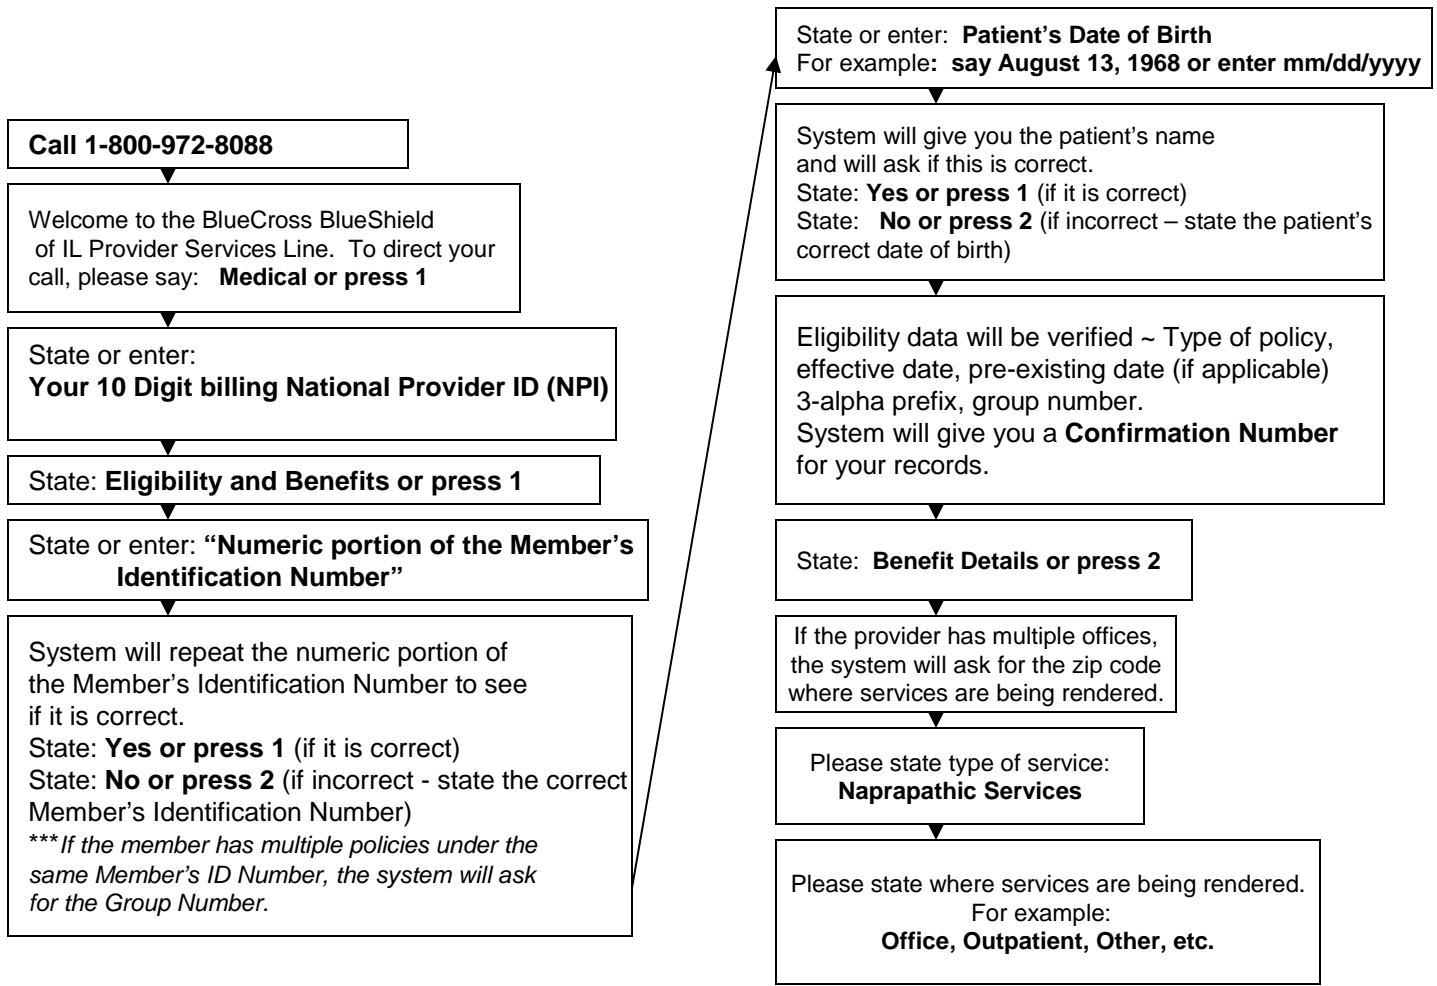 Call 1-800-972-8088
Welcome to the BlueCross BlueShield
of IL Provider Services Line. To direct your
call, please say: Medical or press 1
State or enter:
Your 10 Digit billing National Provider ID (NPI)
State: Eligibility and Benefits or press 1
State or enter: “Numeric portion of the Member’s
Identification Number”
System will repeat the numeric portion of
the Member’s Identification Number to see
if it is correct.
State: Yes or press 1 (if it is correct)
State: No or press 2 (if incorrect - state the correct
Member’s Identification Number)
***If the member has multiple policies under the
same Member’s ID Number, the system will ask
for the Group Number.
State or enter: Patient’s Date of Birth
For example: say August 13, 1968 or enter mm/dd/yyyy
System will give you the patient’s name
and will ask if this is correct.
State: Yes or press 1 (if it is correct)
State: No or press 2 (if incorrect – state the patient’s
correct date of birth)
Eligibility data will be verified ~ Type of policy,
effective date, pre-existing date (if applicable)
3-alpha prefix, group number.
System will give you a Confirmation Number
for your records.
State: Benefit Details or press 2
If the provider has multiple offices,
the system will ask for the zip code
where services are being rendered.
Please state type of service:
Naprapathic Services
Please state where services are being rendered.
For example:
Office, Outpatient, Other, etc.